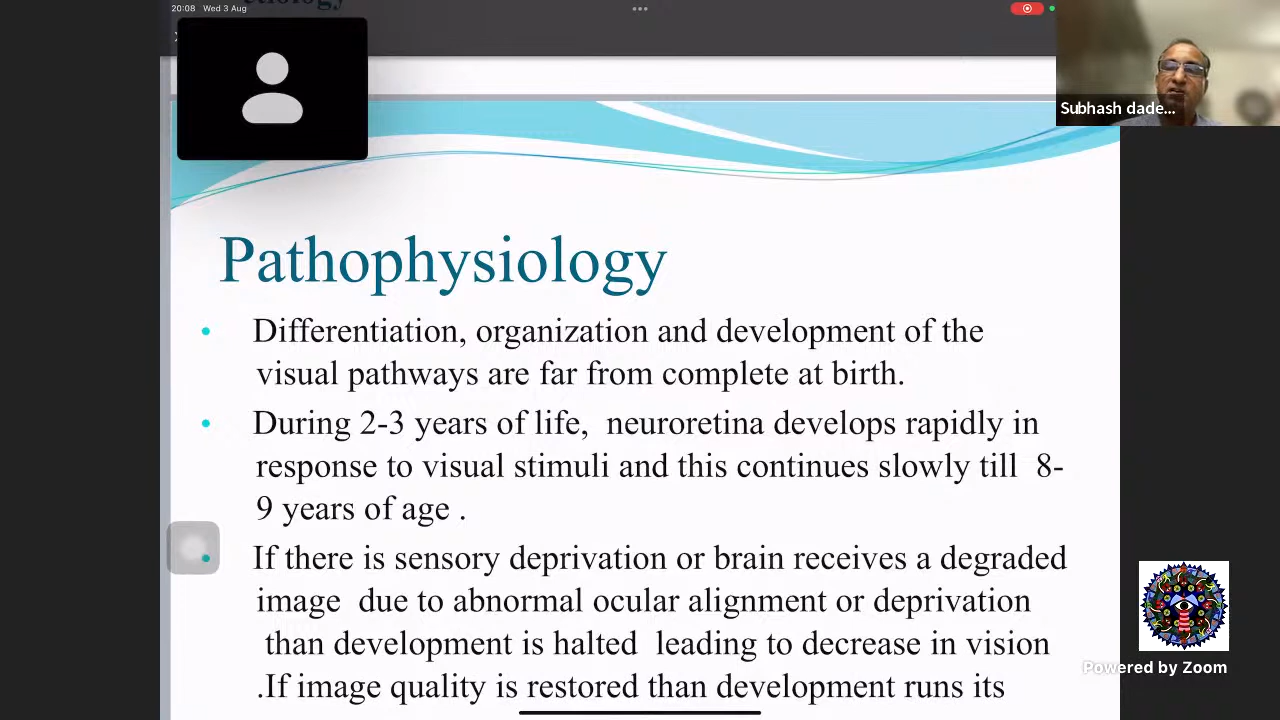 20:08 Wed 3 Aug
Subhash dade...
Pathophysiology
• Differentiation, organization and development of the
visual pathways are far from complete at birth.
• During 2-3 years of life, neuroretina develops rapidly in
response to visual stimuli and this continues slowly till 8-
9 years of age .
• If there is sensory deprivation or brain receives a degraded
image due to abnormal ocular alignment or deprivation
than development is halted leading to decrease in vision
.If image quality is restored than development runs its
Powered by Zoom